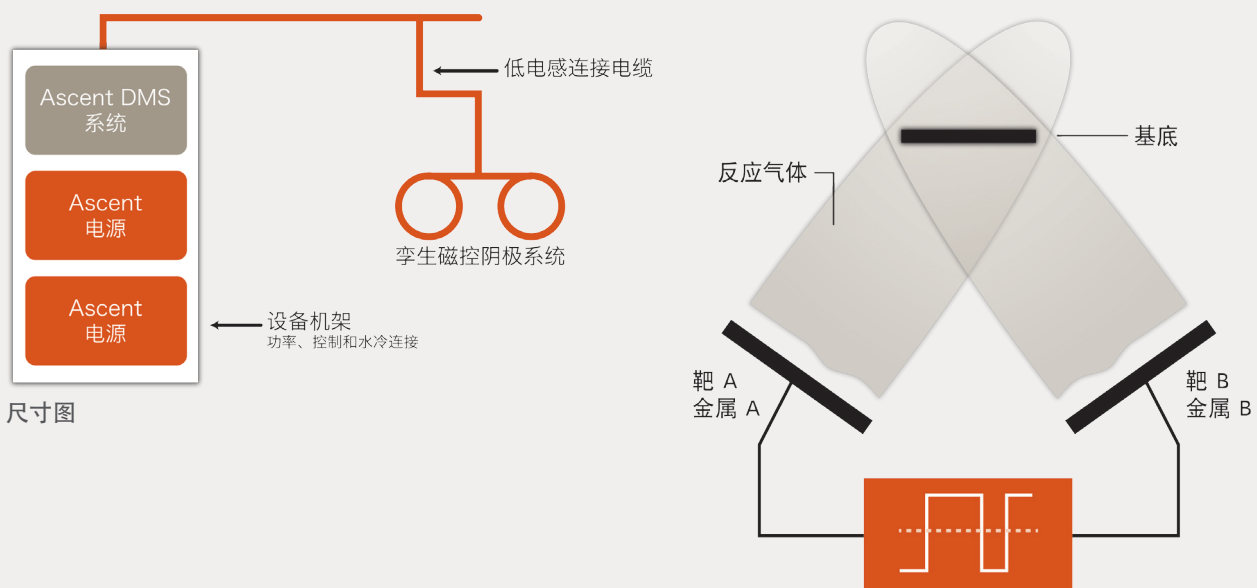 Ascent DMS
系统
Ascent
电源
Ascent
电源
低电感连接电缆
孪生磁控阴极系统
设备机架
功率、控制和水冷连接
尺寸图
基底
反应气体
靶 A
金属 A
靶 B
金属 B